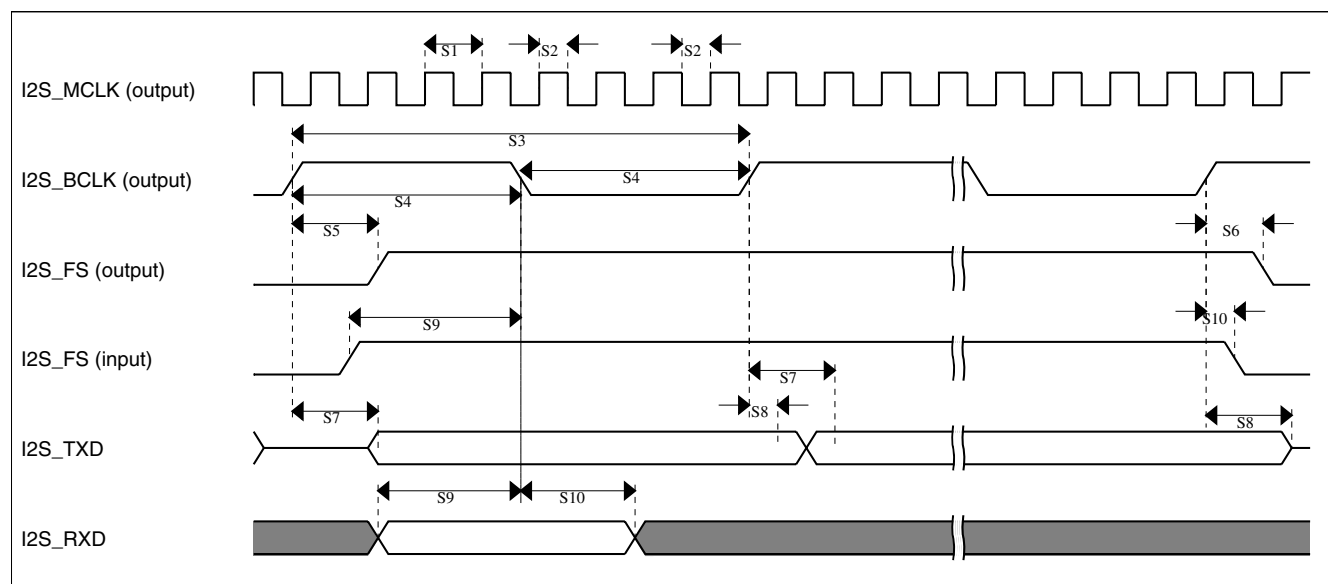 S1 S2 S2
I2S_MCLK (output)
S3
I2S_BCLK (output)
S4
S4
S5 S6
I2S_FS (output)
S9 S10
I2S_FS (input)
S7
S7 S8 S8
I2S_TXD
S9 S10
I2S_RXD